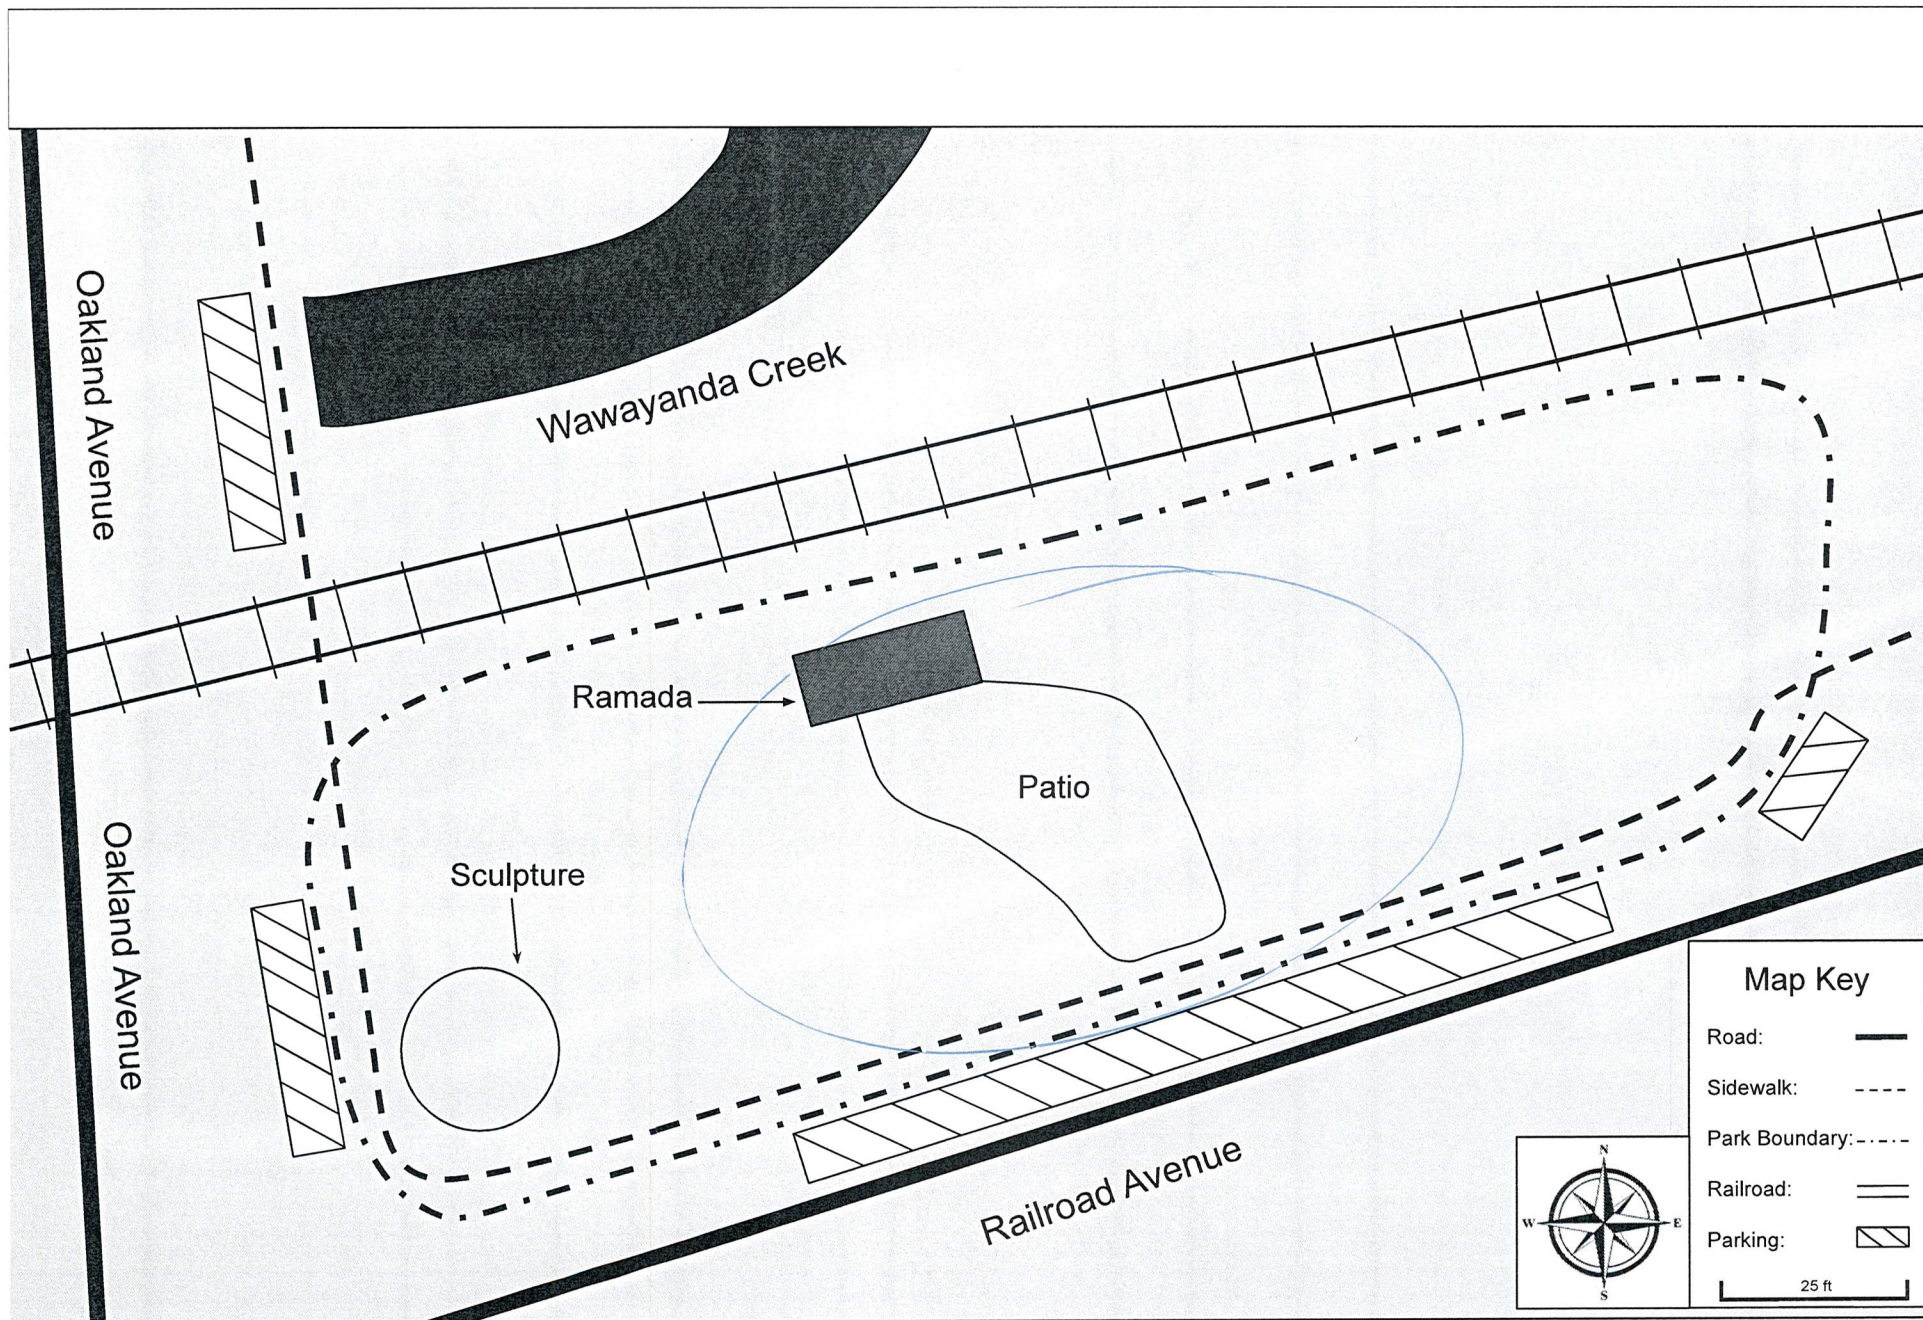 Oakland Avenue
Wawayanda Creek
Ramada
Patio
Oakland Avenue
Sculpture
Railroad Avenue
Map Key
Road:
Sidewalk:
Park Boundary:
Railroad:
Parking:
25 ft
N
W
E
S